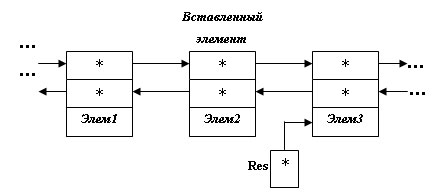 Вставленный
элемент
...
* * * ...
...
* * * ...
Элем1 Элем2 Элем3
Res *